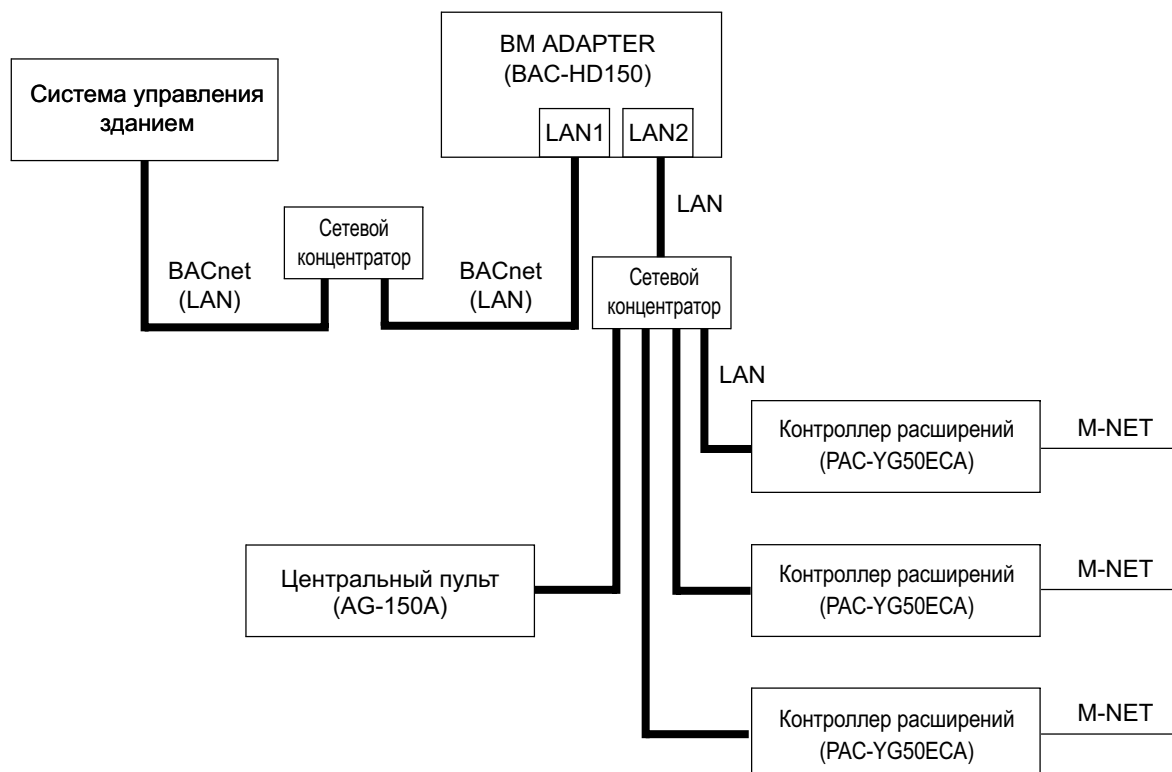 BM ADAPTER
(BAC-HD150)
LAN1
LAN2
Система управления
зданием
LAN
Сетевой
концентратор
BACnet
(LAN)
BACnet
(LAN)
Сетевой
концентратор
LAN
Контроллер расширений
(PAC-YG50ECA)
M-NET
Центральный пульт
(AG-150A)
Контроллер расширений
(PAC-YG50ECA)
M-NET
Контроллер расширений
(PAC-YG50ECA)
M-NET